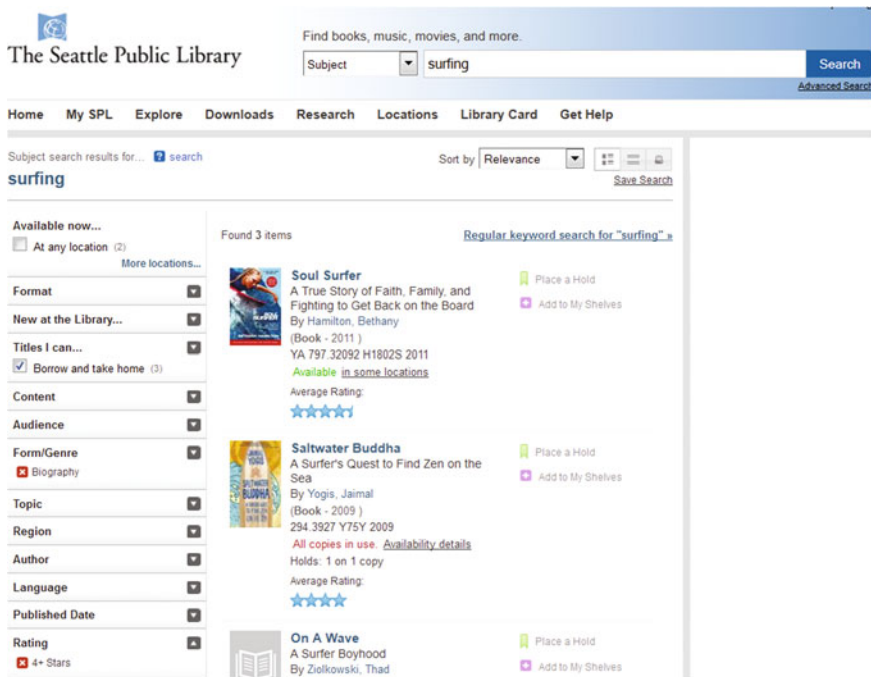 The Seattle Public Library
Find books, music, movies, and more.
Subject
surfing
Search
Advanced Search
Home My SPL Explore Downloads Research Locations Library Card Get Help
Subject search results for... ? search
surfing
Sort by Relevance
Save Search
Available now...
At any location (2)
More locations...
Format
New at the Library...
Titles I can...
Borrow and take home (3)
Content
Audience
Form/Genre
Biography
Topic
Region
Author
Language
Published Date
Rating
4+ Stars
Found 3 items
Regular keyword search for "surfing" »
Soul Surfer
A True Story of Faith, Family, and
Fighting to Get Back on the Board
By Hamilton, Bethany
(Book - 2011 )
YA 797.32092 H1802S 2011
Available in some locations
Average Rating:
Place a Hold
Add to My Shelves
Saltwater Buddha
A Surfer's Quest to Find Zen on the
Sea
By Yogis, Jaimal
(Book - 2009 )
294.3927 Y75Y 2009
All copies in use. Availability details
Holds: 1 on 1 copy
Average Rating:
Place a Hold
Add to My Shelves
JAIMAL
YOGIS
SALTWATER
BUDDHA
On A Wave
A Surfer Boyhood
By Ziolkowski, Thad
Place a Hold
Add to My Shelves